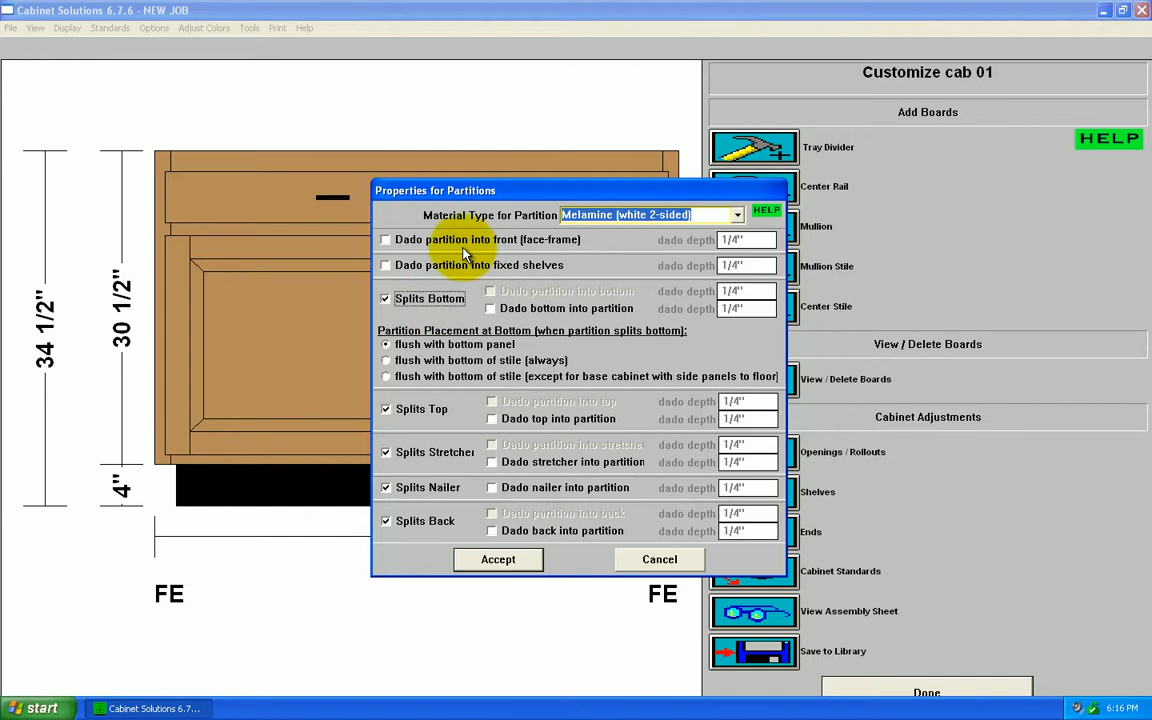 Cabinet Solutions 6.7.6 - NEW JOB
File View Display Standards Options Adjust Colors Tools Print Help
Customize cab 01
Add Boards
HELP
Tray Divider
Center Rail
Mullion
Mullion Stile
Center Stile
View / Delete Boards
View / Delete Boards
Cabinet Adjustments
Openings / Rollouts
Shelves
Ends
Cabinet Standards
View Assembly Sheet
Save to Library
Done
34 1/2"
30 1/2"
4"
FE
FE
Properties for Partitions
Material Type for Partition Melamine (white 2-sided) HELP
Dado partition into front (face-frame) dado depth 1/4"
Dado partition into fixed shelves dado depth 1/4"
Splits Bottom
Dado partition into bottom dado depth 1/4"
Dado bottom into partition dado depth 1/4"
Partition Placement at Bottom (when partition splits bottom):
flush with bottom panel
flush with bottom of stile (always)
flush with bottom of stile (except for base cabinet with side panels to floor)
Splits Top
Dado partition into top dado depth 1/4"
Dado top into partition dado depth 1/4"
Splits Stretcher
Dado partition into stretche. dado depth 1/4"
Dado stretcher into partition dado depth 1/4"
Splits Nailer Dado nailer into partition dado depth 1/4"
Splits Back
Dado partition into back dado depth 1/4"
Dado back into partition dado depth 1/4"
Accept Cancel
start Cabinet Solutions 6.7... 6:16 PM